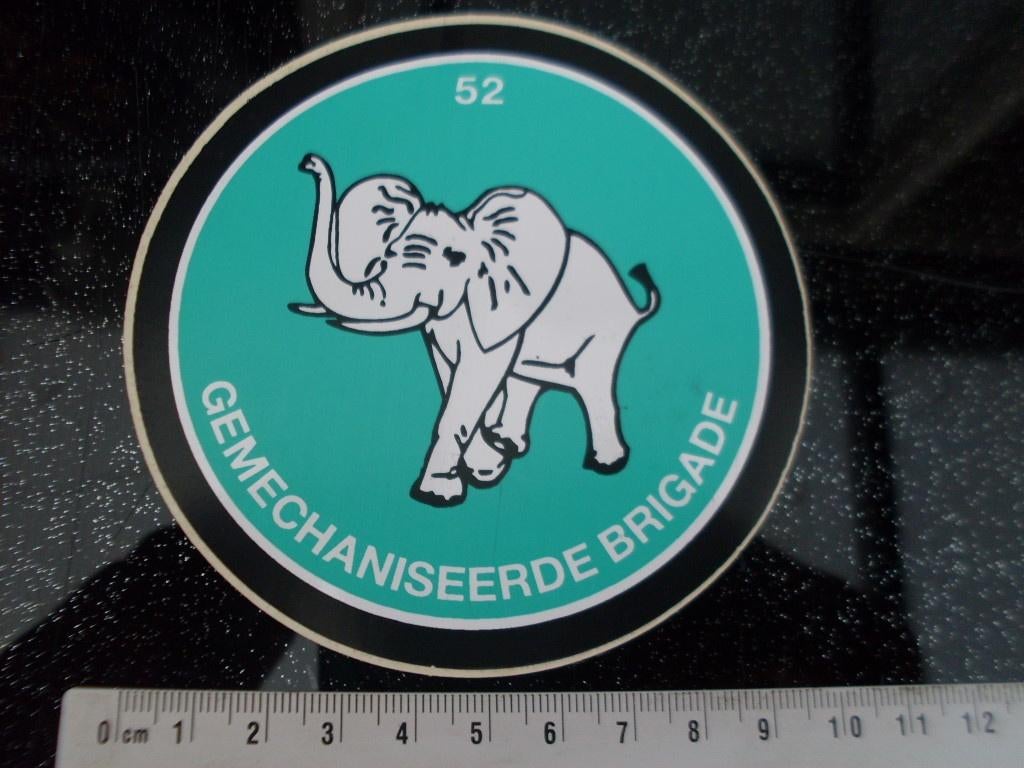 52
GEMECHANISEERDE BRIGADE
0 cm 1 2 3 4 5 6 7 8 9 10 11 12